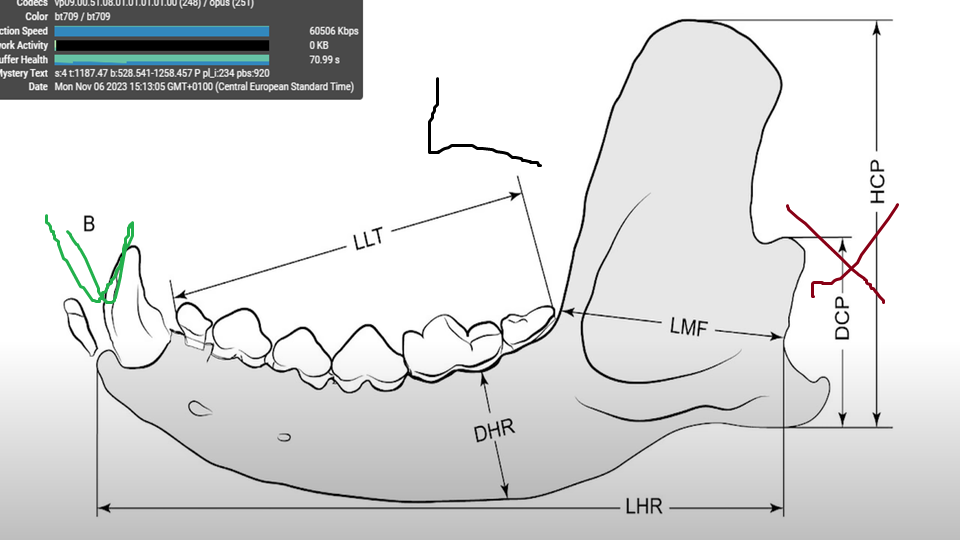 Codecs vp09.00.51.08.01.01.01.01.00 (248) / opus (251)
Color bt709 / bt709
ction Speed 60506 Kbps
work Activity 0 KB
uffer Health 70.99 s
Mystery Text s:4 t:1187.47 b:528.541-1258.457 P pl_i:234 pbs:920
Date Mon Nov 06 2023 15:13:05 GMT+0100 (Central European Standard Time)
B
LLT
HCP
LMF
DCP
DHR
LHR